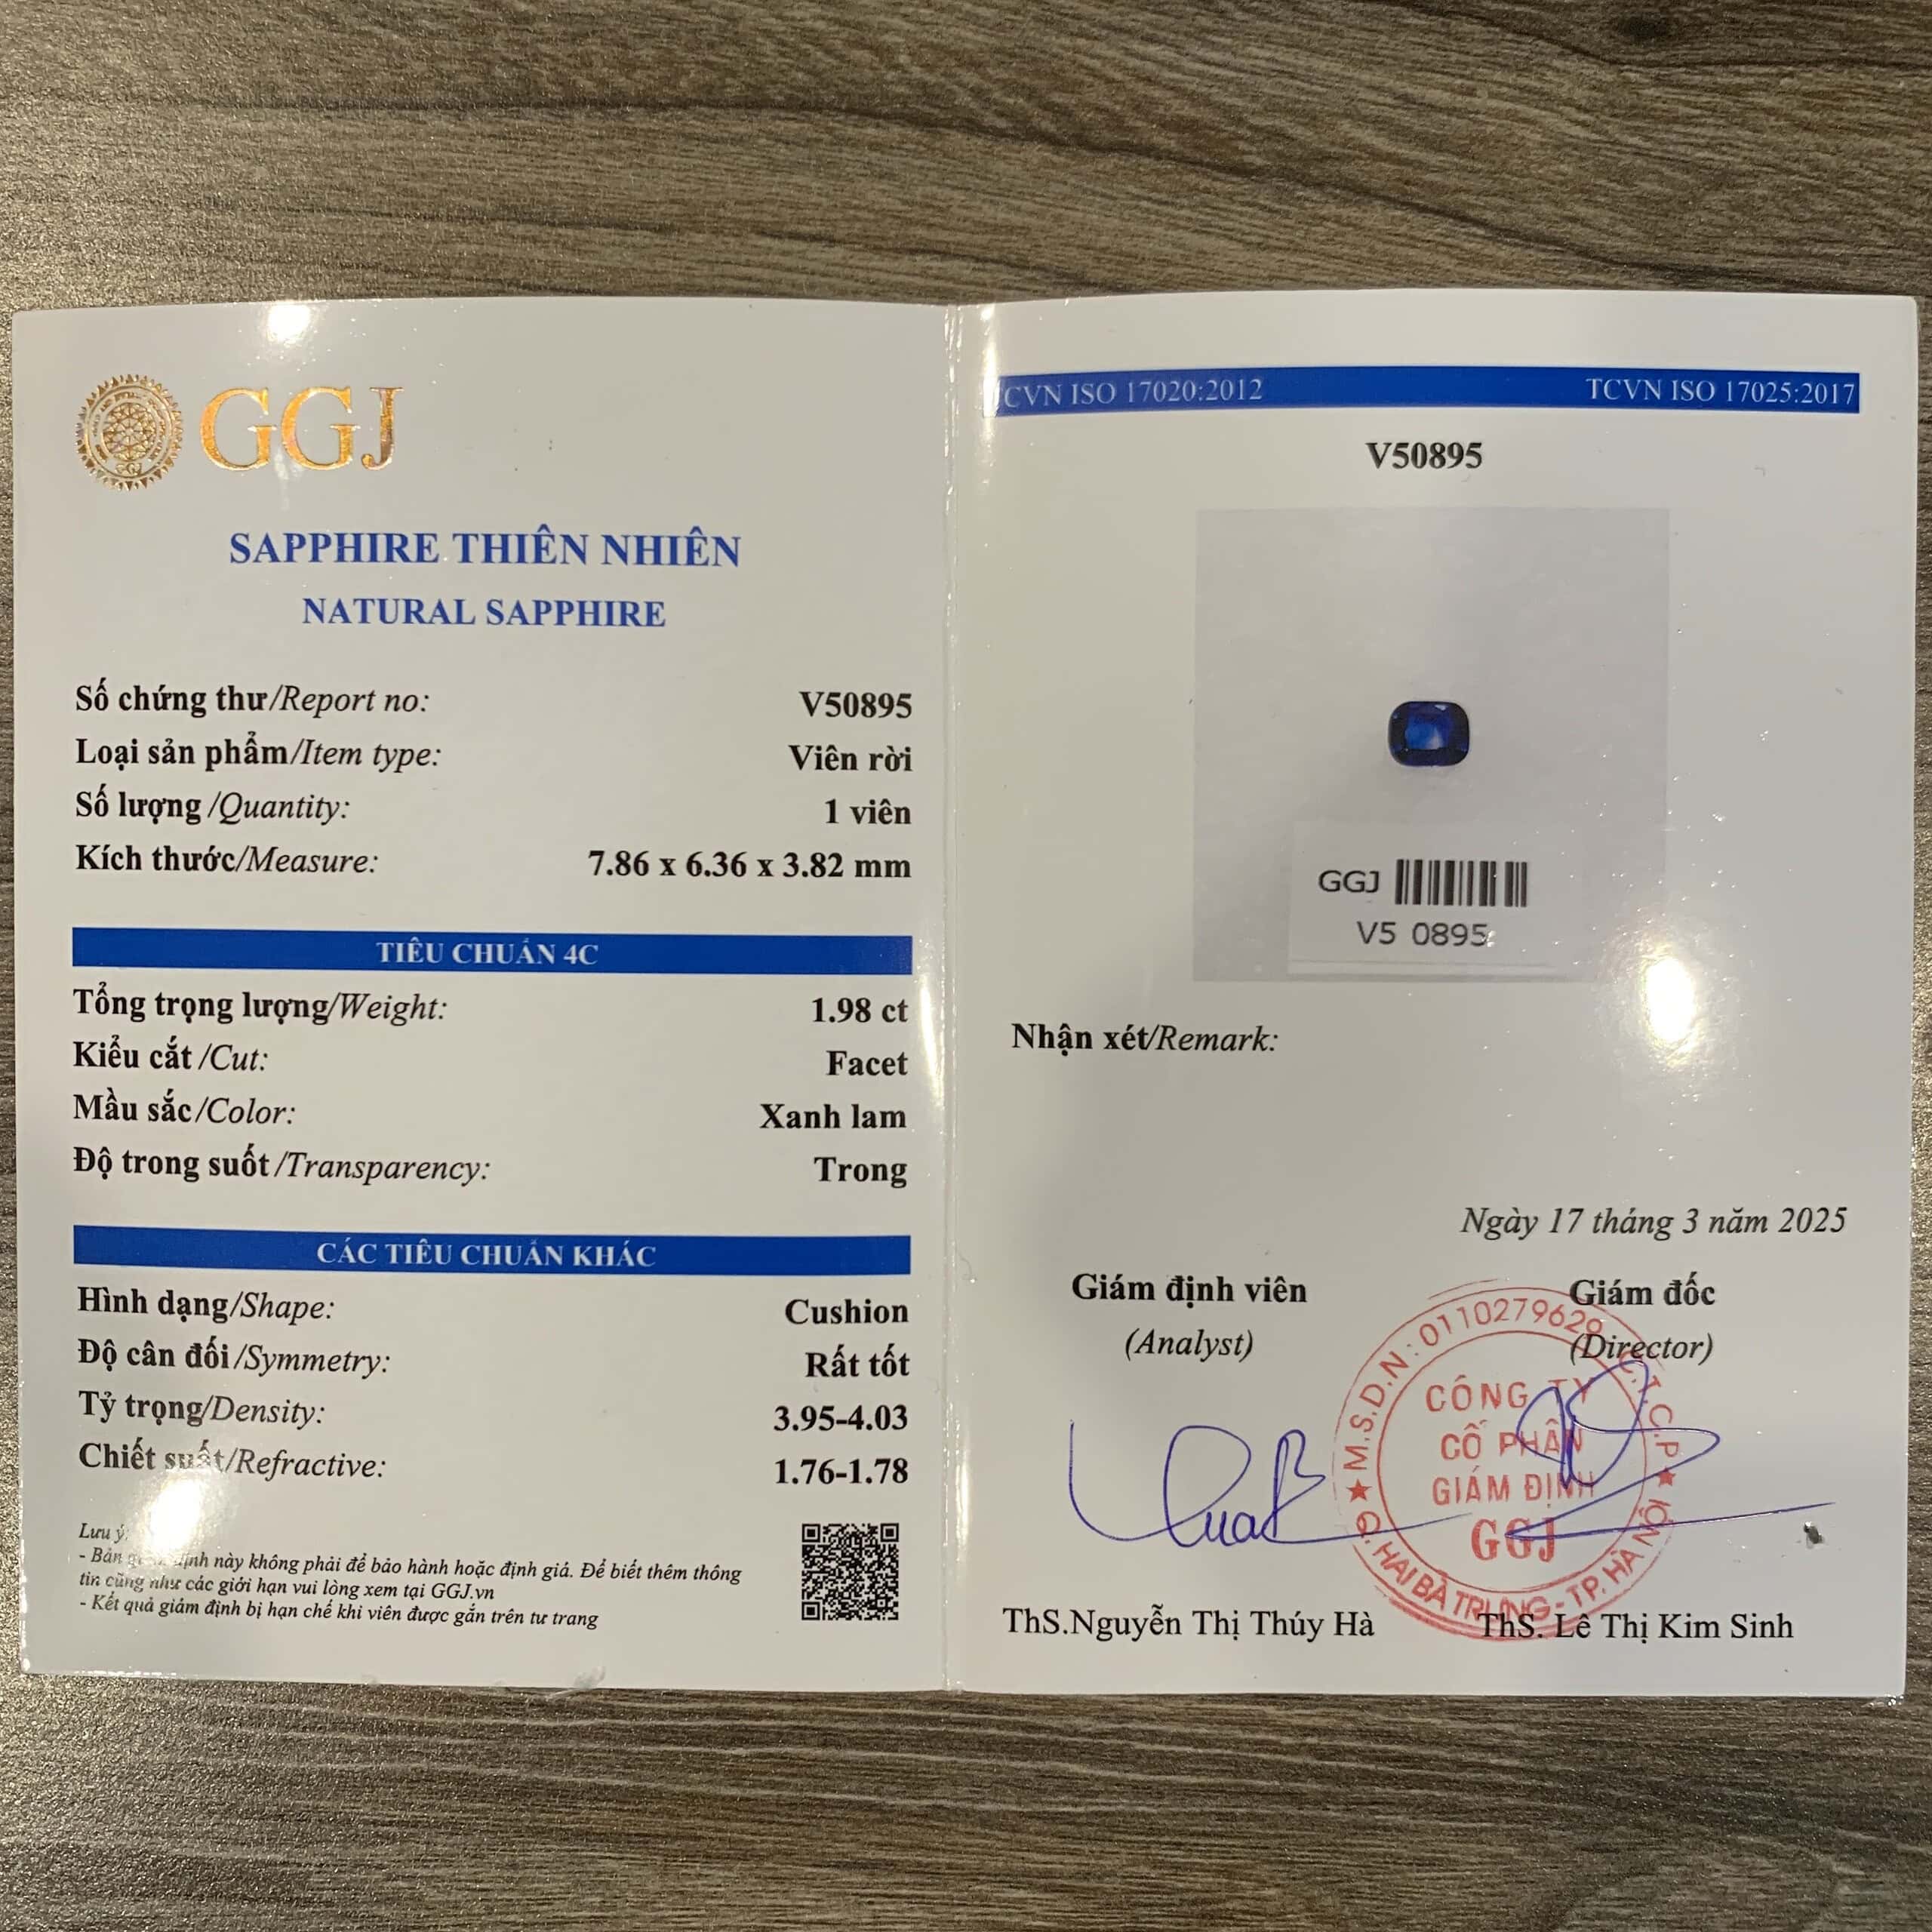 GGJ
SAPPHIRE THIÊN NHIÊN
NATURAL SAPPHIRE
Số chứng thư/Report no: V50895
Loại sản phẩm/Item type: Viên rời
Số lượng /Quantity: 1 viên
Kích thước/Measure: 7.86 x 6.36 x 3.82 mm
TIÊU CHUẨN 4C
Tổng trọng lượng/Weight: 1.98 ct
Kiểu cắt /Cut: Facet
Mầu sắc/Color: Xanh lam
Độ trong suốt /Transparency: Trong
CÁC TIÊU CHUẨN KHÁC
Hình dạng/Shape: Cushion
Độ cân đối/Symmetry: Rất tốt
Tỷ trọng/Density: 3.95-4.03
Chiết suất/Refractive: 1.76-1.78
Lưu ý
- Bản định này không phải để bảo hành hoặc định giá. Để biết thêm thông
tin cũng như các giới hạn vui lòng xem tại GGJ.vn
- Kết quả giám định bị hạn chế khi viên được gắn trên tư trang
CVN ISO 17020:2012 TCVN ISO 17025:2017
V50895
GGJ
V5 0895
Nhận xét/Remark:
Ngày 17 tháng 3 năm 2025
Giám định viên Giám đốc
(Analyst) (Director)
M.S.D.N: 0110279629 C.T.C.P
CÔNG TY
CỔ PHẦN
GIÁM ĐỊNH
GGJ
Q. HAI BÀ TRƯNG - TP. HÀ NỘI
ThS.Nguyễn Thị Thúy Hà ThS. Lê Thị Kim Sinh